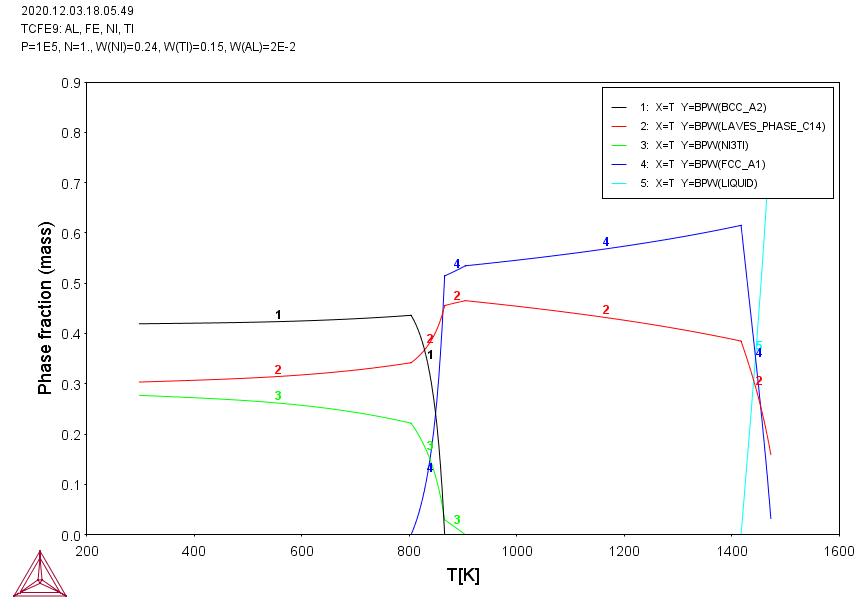 2020.12.03.18.05.49
TCFE9: AL, FE, NI, TI
P=1E5, N=1., W(NI)=0.24, W(TI)=0.15, W(AL)=2E-2
0.9
0.8
0.7
0.6
0.5
0.4
0.3
0.2
0.1
0.0
Phase fraction (mass)
1: X=T Y=BPW(BCC_A2)
2: X=T Y=BPW(LAVES_PHASE_C14)
3: X=T Y=BPW(NI3TI)
4: X=T Y=BPW(FCC_A1)
5: X=T Y=BPW(LIQUID)
4
4
2
2
1
2
1
5
4
2
3
2
3
4
3
200 400 600 800 1000 1200 1400 1600
T[K]